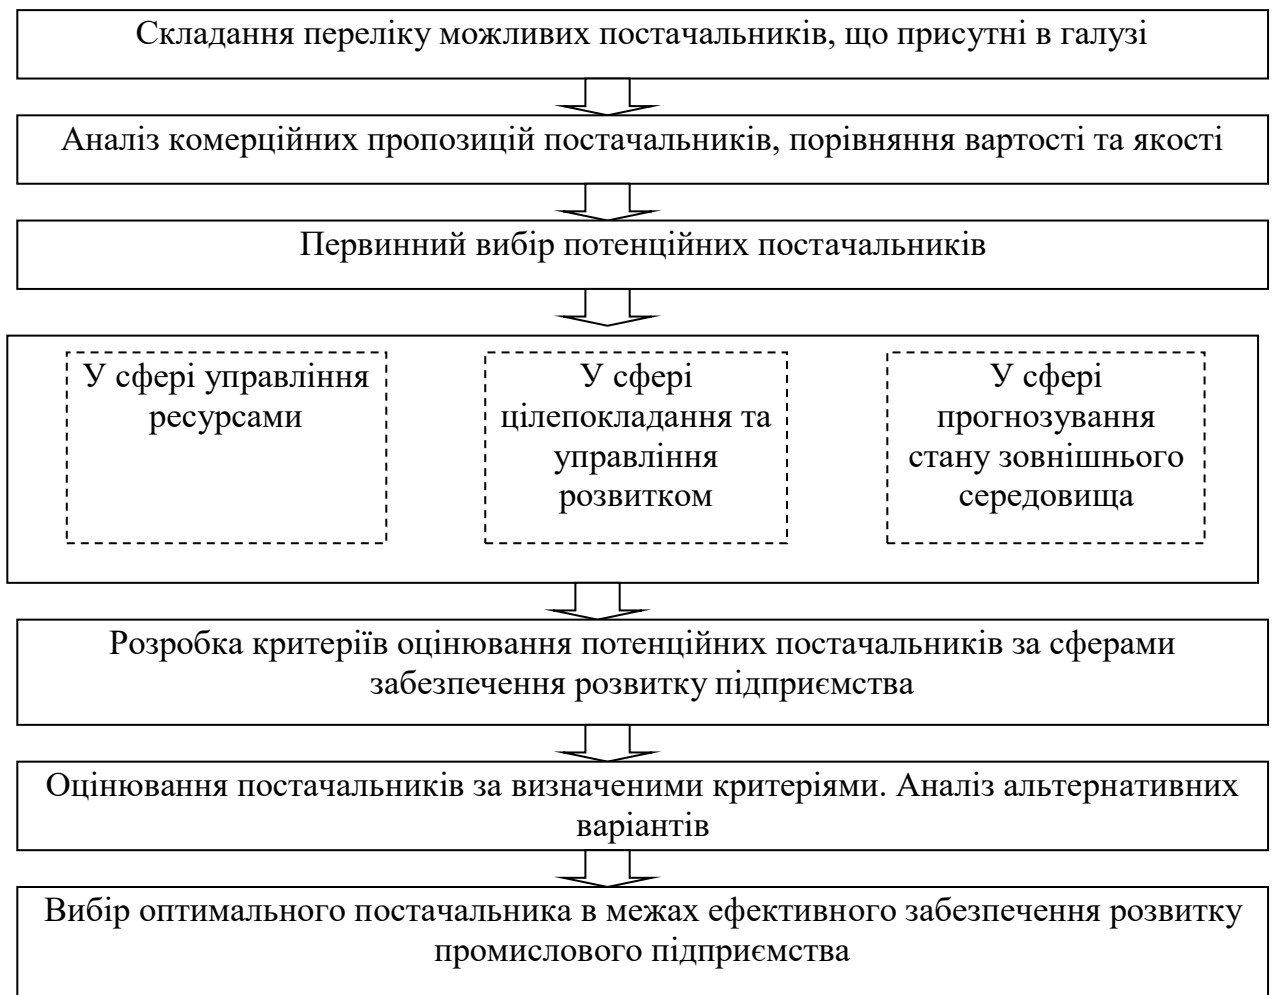 Складання переліку можливих постачальників, що присутні в галузі
Аналіз комерційних пропозицій постачальників, порівняння вартості та якості
Первинний вибір потенційних постачальників
У сфері управління
ресурсами
У сфері
цілепокладання та
управління
розвитком
У сфері
прогнозування
стану зовнішнього
середовища
Розробка критеріїв оцінювання потенційних постачальників за сферами
забезпечення розвитку підприємства
Оцінювання постачальників за визначеними критеріями. Аналіз альтернативних
варіантів
Вибір оптимального постачальника в межах ефективного забезпечення розвитку
промислового підприємства